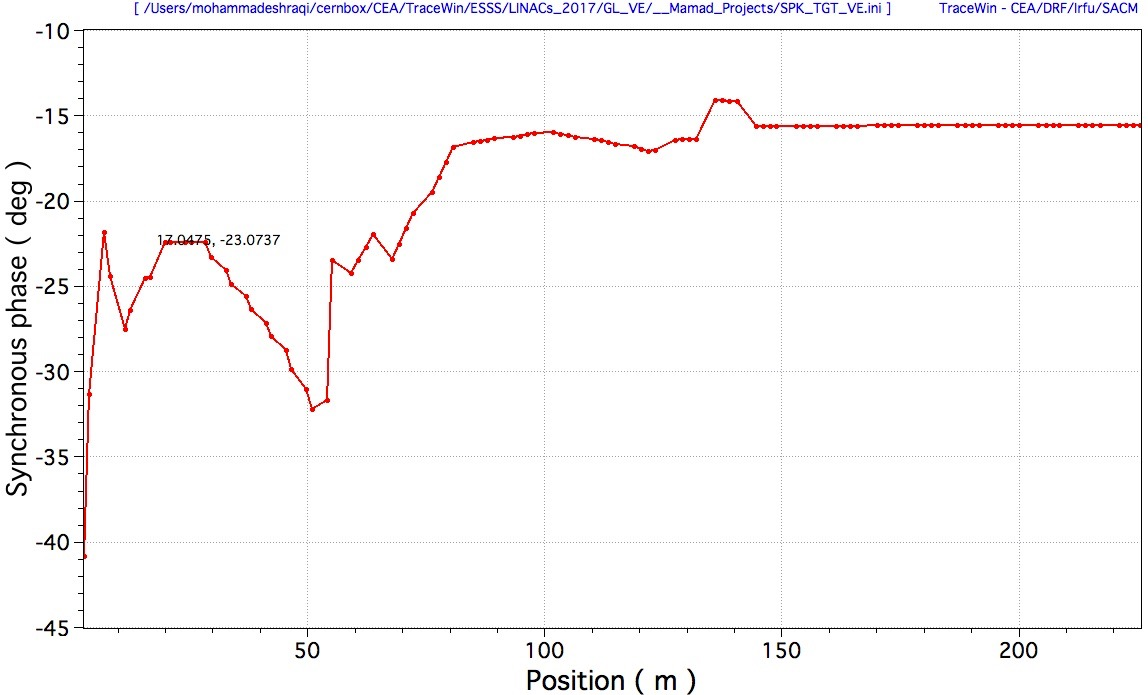 [ /Users/mohammadeshraqi/cernbox/CEA/TraceWin/ESSS/LINACs_2017/GL_VE/__Mamad_Projects/SPK_TGT_VE.ini ] TraceWin - CEA/DRF/Irfu/SACM
-10
-15
-20
17.0475, -23.0737
-25
-30
-35
-40
-45
Synchronous phase ( deg )
50 100 150 200
Position ( m )